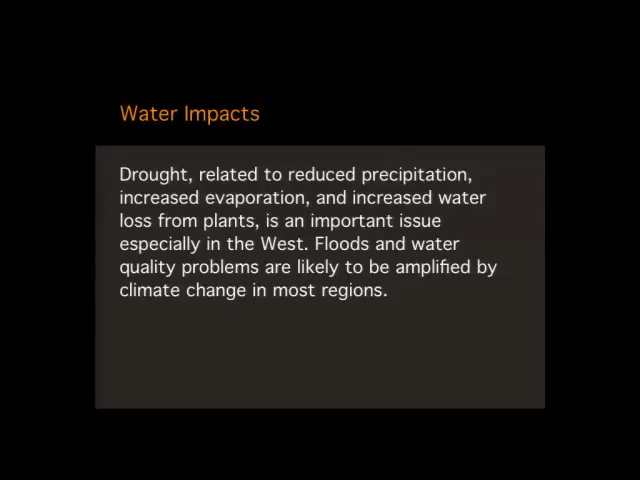 Water Impacts
Drought, related to reduced precipitation,
increased evaporation, and increased water
loss from plants, is an important issue
especially in the West. Floods and water
quality problems are likely to be amplified by
climate change in most regions.